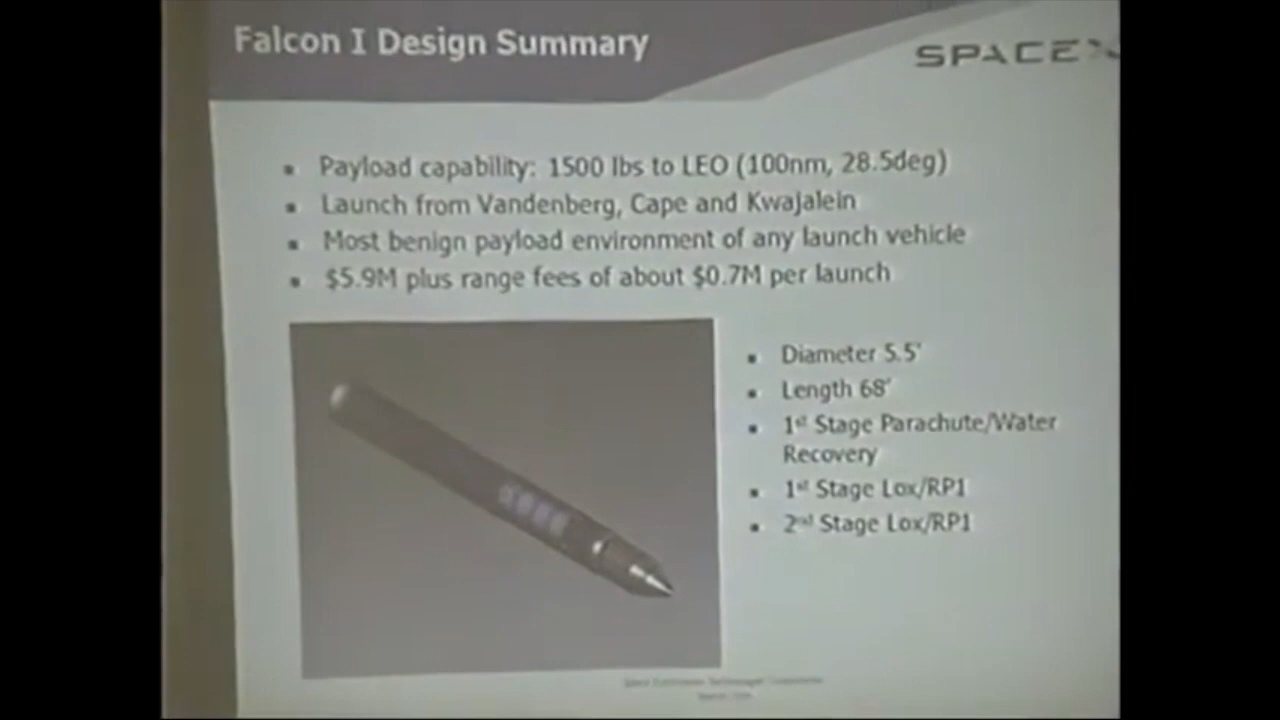 Falcon I Design Summary
SPACEX
▪ Payload capability: 1500 lbs to LEO (100nm, 28.5deg)
▪ Launch from Vandenberg, Cape and Kwajalein
▪ Most benign payload environment of any launch vehicle
▪ $5.9M plus range fees of about $0.7M per launch
▪ Diameter 5.5'
▪ Length 68'
▪ 1st Stage Parachute/Water
Recovery
▪ 1st Stage Lox/RP1
▪ 2nd Stage Lox/RP1